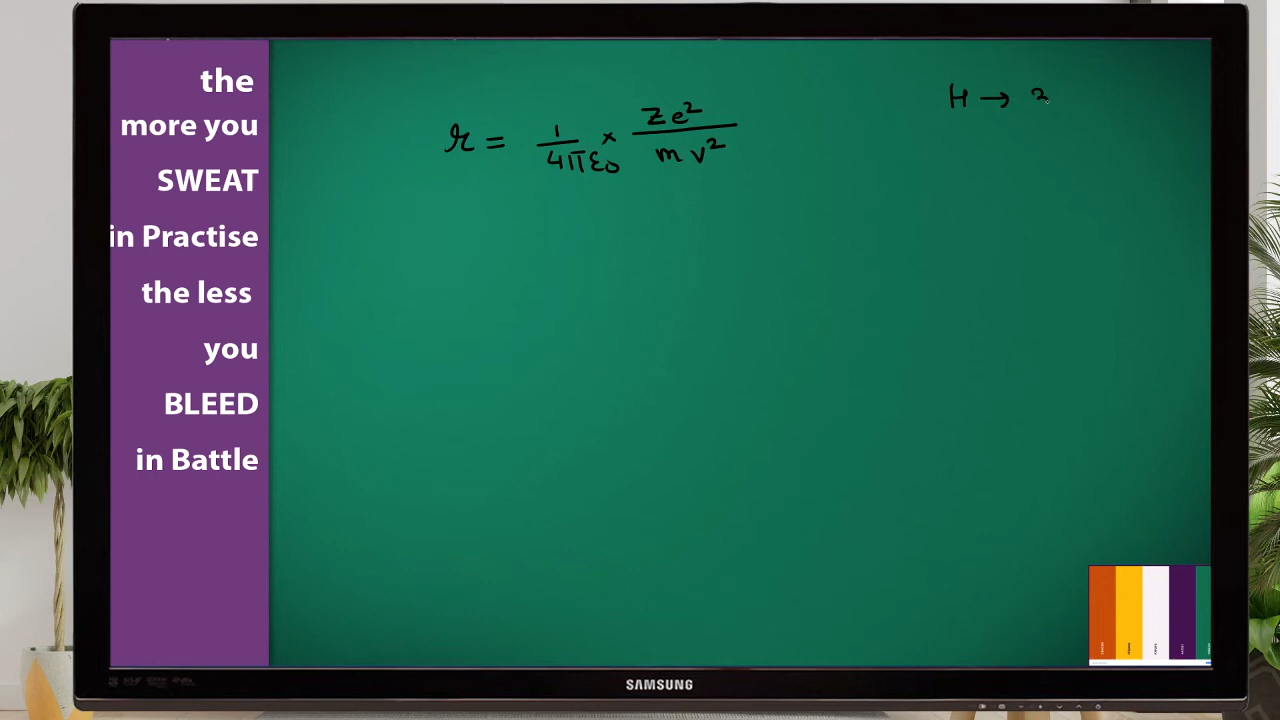 the
more you
SWEAT
in Practise
the less
you
BLEED
in Battle
r = 1/4πε0 × Ze²/mv²
H →
SAMSUNG